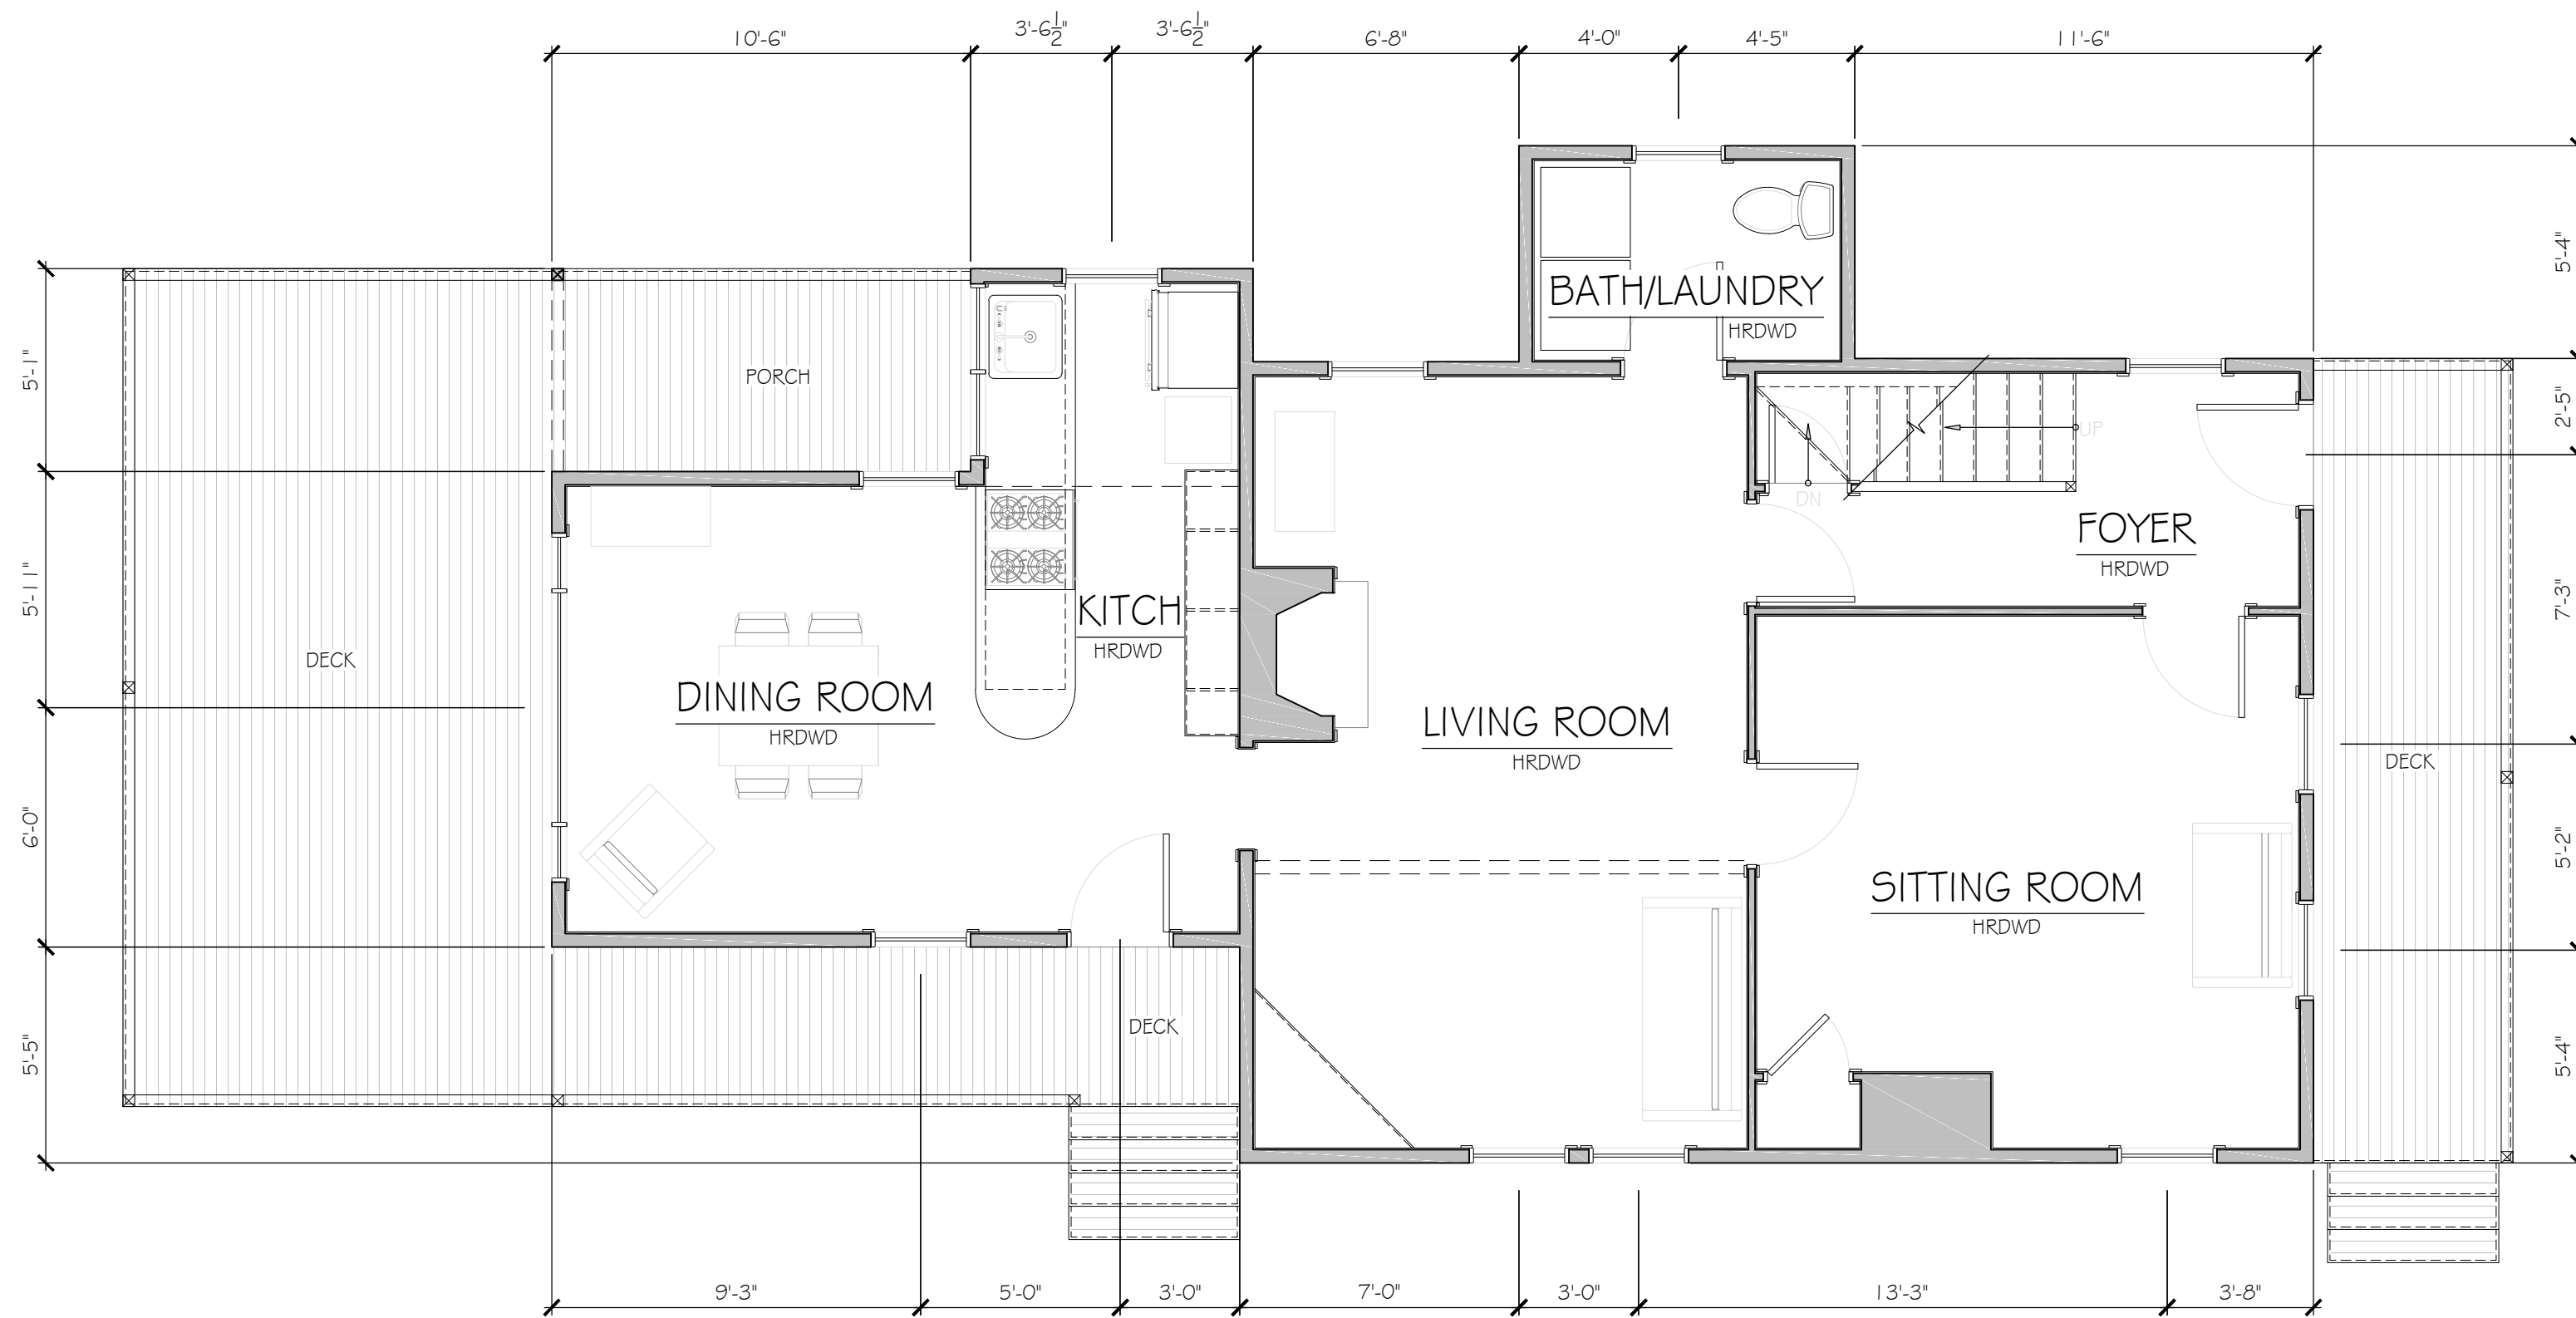 10'-6"
3'-6 1/2"
3'-6 1/2"
6'-8"
4'-0"
4'-5"
11'-6"
5'-4"
BATH/LAUNDRY
HRDWD
5'-1"
PORCH
2'-5"
UP
DN
FOYER
HRDWD
5'-11"
KITCH
HRDWD
7'-3"
DECK
DINING ROOM
HRDWD
LIVING ROOM
HRDWD
DECK
6'-0"
5'-2"
SITTING ROOM
HRDWD
5'-5"
DECK
5'-4"
9'-3"
5'-0"
3'-0"
7'-0"
3'-0"
13'-3"
3'-8"